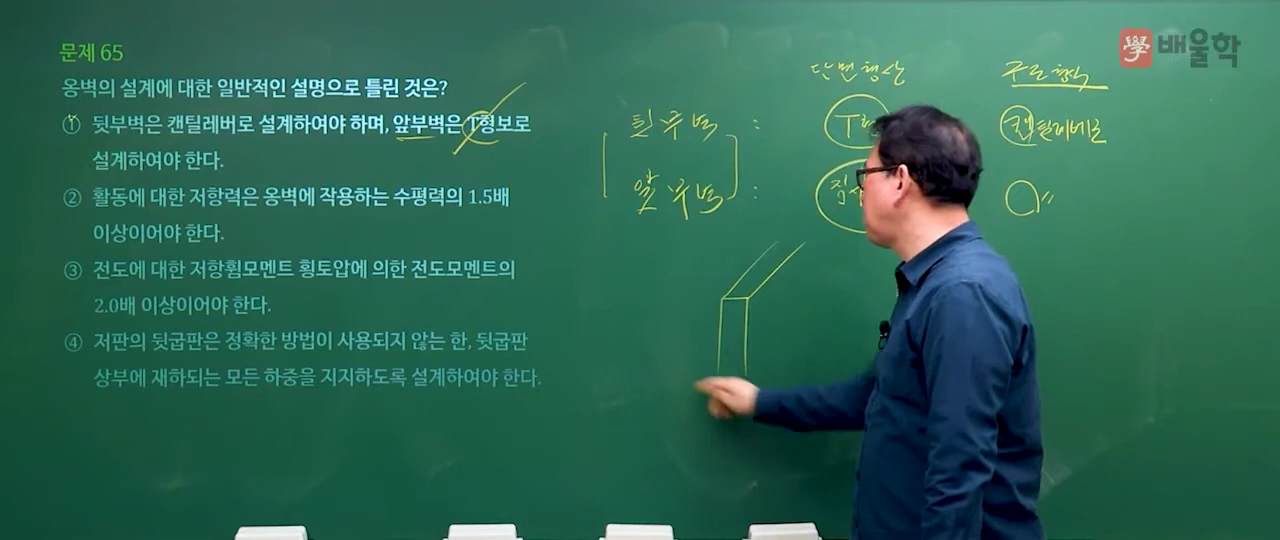 學 배울학
문제 65
옹벽의 설계에 대한 일반적인 설명으로 틀린 것은?
① 뒷부벽은 캔틸레버로 설계하여야 하며, 앞부벽은 T형보로
설계하여야 한다.
② 활동에 대한 저항력은 옹벽에 작용하는 수평력의 1.5배
이상이어야 한다.
③ 전도에 대한 저항휨모멘트 횡토압에 의한 전도모멘트의
2.0배 이상이어야 한다.
④ 저판의 뒷굽판은 정확한 방법이 사용되지 않는 한, 뒷굽판
상부에 재하되는 모든 하중을 지지하도록 설계하여야 한다.
단면형상 구조형식
뒷부벽 : T형 캔틸레버
앞부벽 : 〃